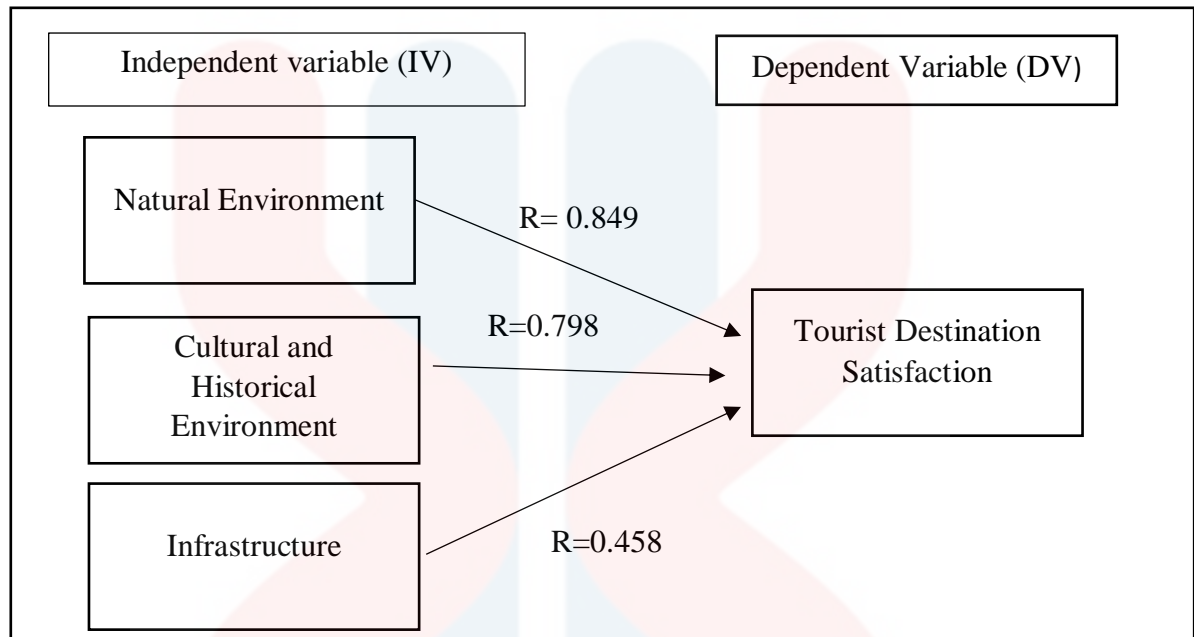 Independent variable (IV)
Dependent Variable (DV)
Natural Environment
R= 0.849
Cultural and
Historical
Environment
R=0.798
Tourist Destination
Satisfaction
Infrastructure
R=0.458